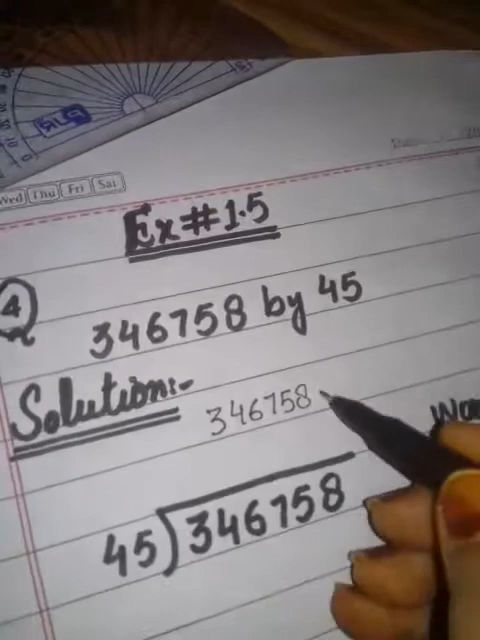 Wed Thu Fri Sat
Ex#1.5
4 346758 by 45
Solution:-
346758
45)346758